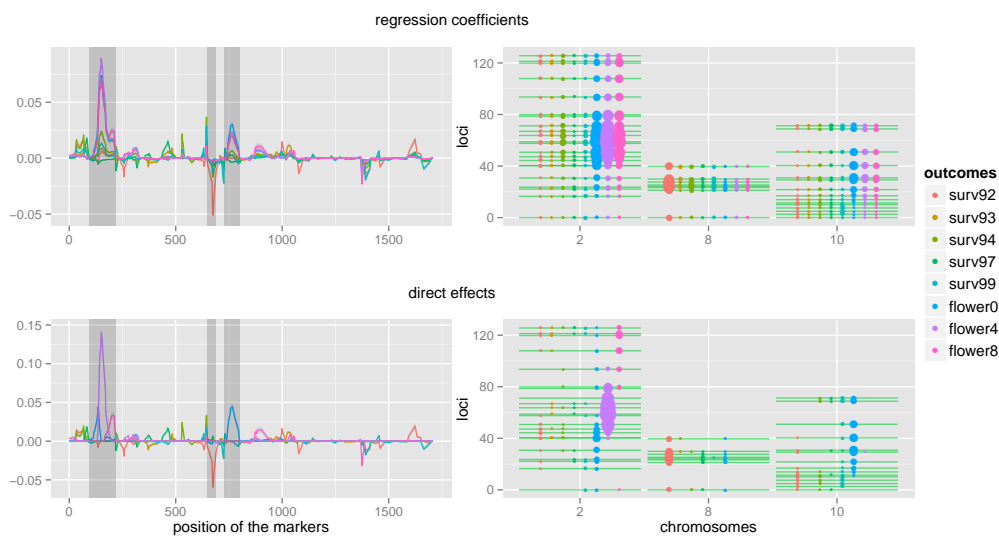 regression coefficients
0.05
0.00
−0.05
0
500
1000
1500
loci
120
80
40
0
2
8
10
direct effects
0.15
0.10
0.05
0.00
−0.05
0
500
1000
1500
position of the markers
loci
120
80
40
0
2
8
10
chromosomes
outcomes
surv92
surv93
surv94
surv97
surv99
flower0
flower4
flower8